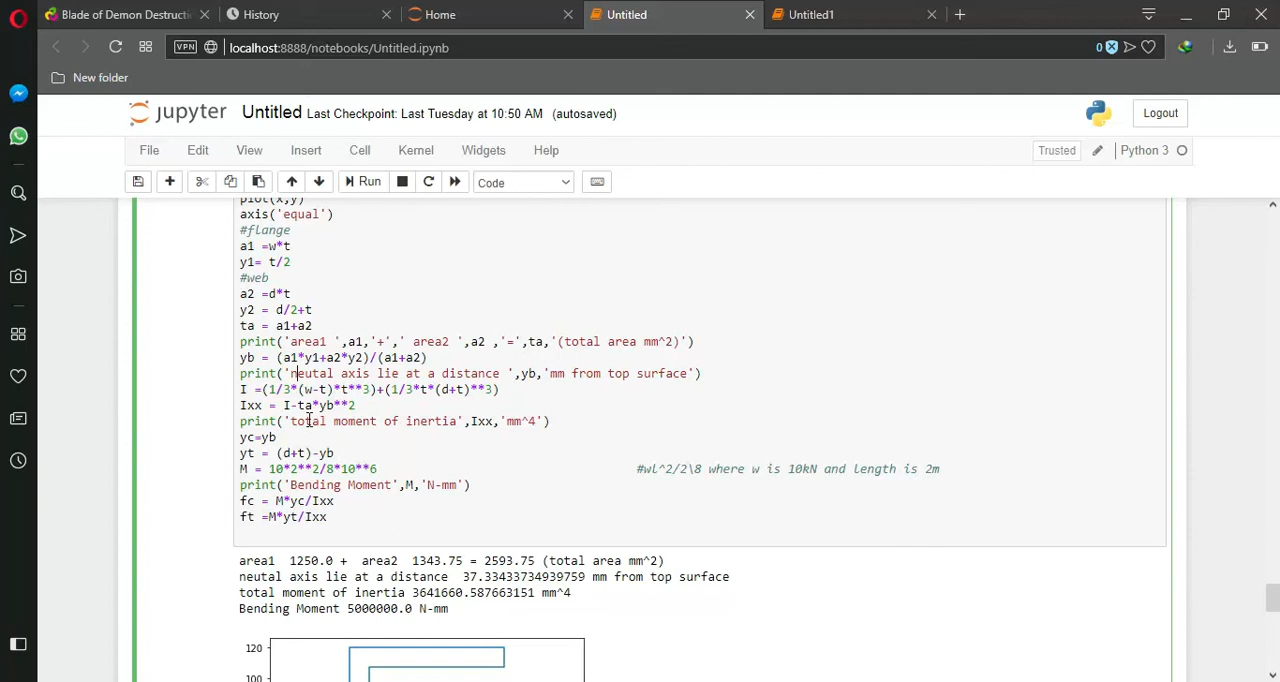 Blade of Demon Destructi
History
Home
Untitled
Untitled1
VPN
localhost:8888/notebooks/Untitled.ipynb
0
New folder
jupyter Untitled Last Checkpoint: Last Tuesday at 10:50 AM (autosaved)
Logout
File Edit View Insert Cell Kernel Widgets Help
Trusted
Python 3
Run
Code
plot(x,y)
axis('equal')
#flange
a1 =w*t
y1= t/2
#web
a2 =d*t
y2 = d/2+t
ta = a1+a2
print('area1 ',a1,'+',' area2 ',a2 ,'=',ta,'(total area mm^2)')
yb = (a1*y1+a2*y2)/(a1+a2)
print('neutal axis lie at a distance ',yb,'mm from top surface')
I =(1/3*(w-t)*t**3)+(1/3*t*(d+t)**3)
Ixx = I-ta*yb**2
print('total moment of inertia',Ixx,'mm^4')
yc=yb
yt = (d+t)-yb
M = 10*2**2/8*10**6 #wl^2/2\8 where w is 10kN and length is 2m
print('Bending Moment',M,'N-mm')
fc = M*yc/Ixx
ft =M*yt/Ixx
area1  1250.0 +  area2  1343.75 = 2593.75 (total area mm^2)
neutal axis lie at a distance  37.33433734939759 mm from top surface
total moment of inertia 3641660.587663151 mm^4
Bending Moment 5000000.0 N-mm
120
100